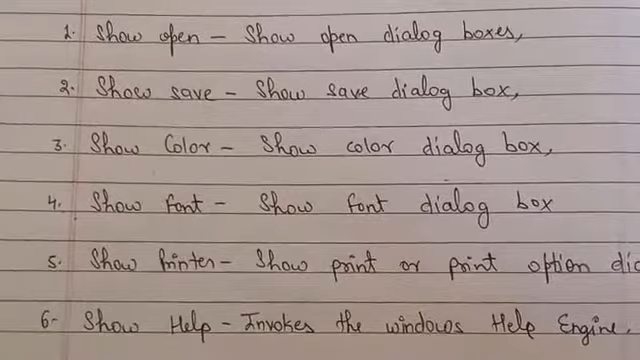 1. Show open - Show open dialog boxes,
2. Show save - Show save dialog box,
3. Show Color - Show color dialog box,
4. Show font - Show font dialog box
5. Show Printer - Show print or print option
6- Show Help - Invokes the windows Help Engine.